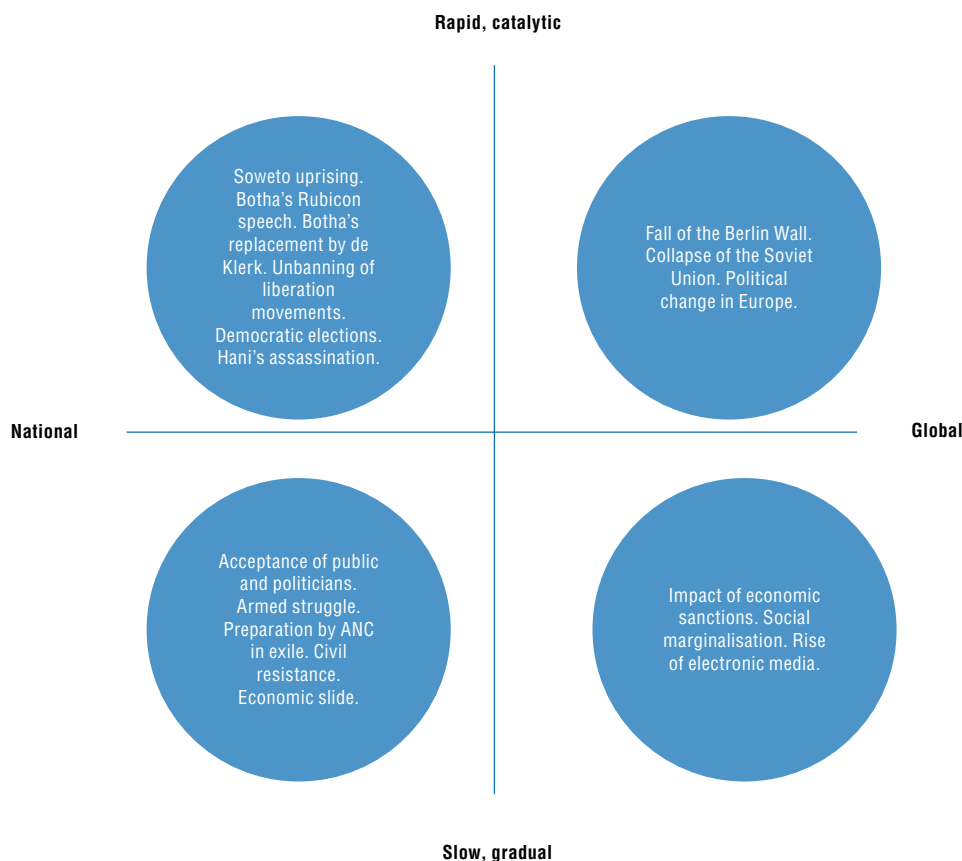 Rapid, catalytic
Soweto uprising.
Botha’s Rubicon
speech. Botha’s
replacement by de
Klerk. Unbanning of
liberation
movements.
Democratic elections.
Hani’s assassination.
Fall of the Berlin Wall.
Collapse of the Soviet
Union. Political
change in Europe.
National
Global
Acceptance of public
and politicians.
Armed struggle.
Preparation by ANC
in exile. Civil
resistance.
Economic slide.
Impact of economic
sanctions. Social
marginalisation. Rise
of electronic media.
Slow, gradual